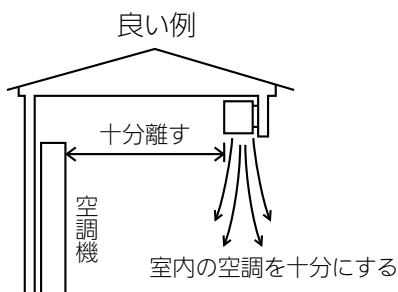 良い例
十分離す
空調機
室内の空調を十分にする